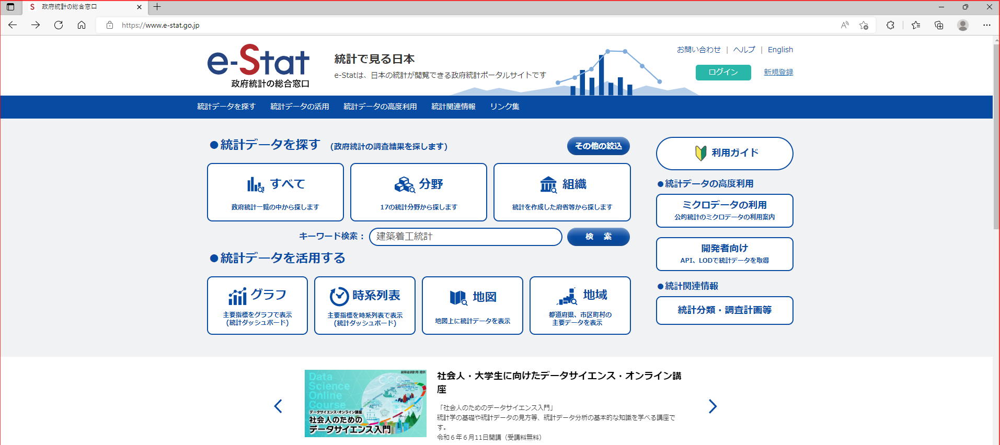 政府統計の総合窓口
https://www.e-stat.go.jp
e-Stat
政府統計の総合窓口
統計で見る日本
e-Statは、日本の統計が閲覧できる政府統計ポータルサイトです
お問い合わせ | ヘルプ | English
ログイン 新規登録
統計データを探す 統計データの活用 統計データの高度利用 統計関連情報 リンク集
●統計データを探す (政府統計の調査結果を探します) その他の絞込
すべて
政府統計一覧の中から探します
分野
17の統計分野から探します
組織
統計を作成した府省等から探します
キーワード検索: 建築着工統計 検 索
●統計データを活用する
グラフ
主要指標をグラフで表示
(統計ダッシュボード)
時系列表
主要指標を時系列表で表示
(統計ダッシュボード)
地図
地図上に統計データを表示
地域
都道府県、市区町村の
主要データを表示
利用ガイド
●統計データの高度利用
ミクロデータの利用
公的統計のミクロデータの利用案内
開発者向け
API、LODで統計データを取得
●統計関連情報
統計分類・調査計画等
総務省統計局 提供
Data
Science
Online
Course
データサイエンス・オンライン講座
社会人のための
データサイエンス入門
社会人・大学生に向けたデータサイエンス・オンライン講
座
「社会人のためのデータサイエンス入門」
統計学の基礎や統計データの見方等、統計データ分析の基本的な知識を学べる講座で
す。
令和６年６月11日開講（受講料無料）